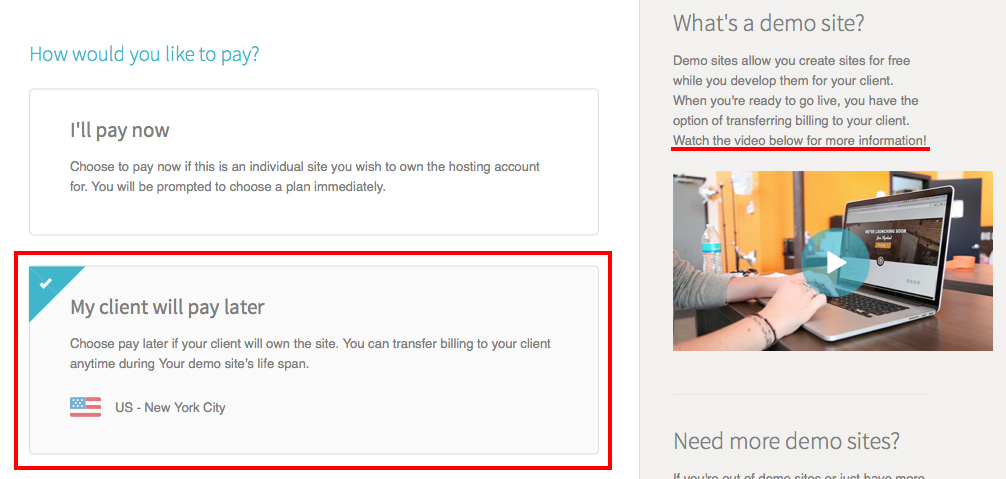 How would you like to pay?
I'll pay now
Choose to pay now if this is an individual site you wish to own the hosting account
for. You will be prompted to choose a plan immediately.
My client will pay later
Choose pay later if your client will own the site. You can transfer billing to your client
anytime during Your demo site's life span.
US - New York City
What's a demo site?
Demo sites allow you create sites for free
while you develop them for your client.
When you're ready to go live, you have the
option of transferring billing to your client.
Watch the video below for more information!
WE'RE LAUNCHING SOON
Need more demo sites?
If you're out of demo sites or just have more